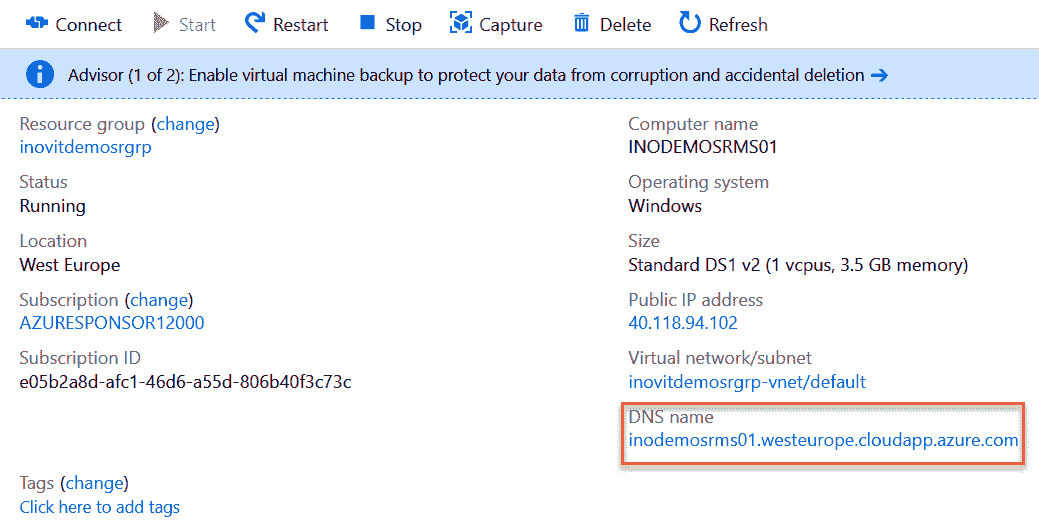 Connect Start Restart Stop Capture Delete Refresh
Advisor (1 of 2): Enable virtual machine backup to protect your data from corruption and accidental deletion
Resource group (change)
inovitdemosrgrp
Status
Running
Location
West Europe
Subscription (change)
AZURESPONSOR12000
Subscription ID
e05b2a8d-afc1-46d6-a55d-806b40f3c73c
Computer name
INODEMOSRMS01
Operating system
Windows
Size
Standard DS1 v2 (1 vcpus, 3.5 GB memory)
Public IP address
40.118.94.102
Virtual network/subnet
inovitdemosrgrp-vnet/default
DNS name
inodemosrms01.westeurope.cloudapp.azure.com
Tags (change)
Click here to add tags